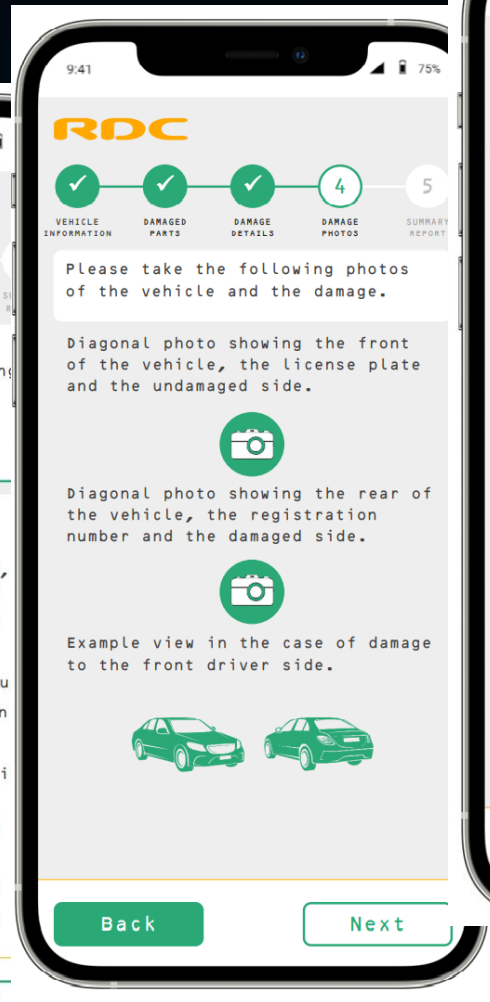 9:41
75%
RDC
4
5
VEHICLE INFORMATION
DAMAGED PARTS
DAMAGE DETAILS
DAMAGE PHOTOS
SUMMARY REPORT
Please take the following photos
of the vehicle and the damage.
Diagonal photo showing the front
of the vehicle, the license plate
and the undamaged side.
Diagonal photo showing the rear of
the vehicle, the registration
number and the damaged side.
Example view in the case of damage
to the front driver side.
Back
Next